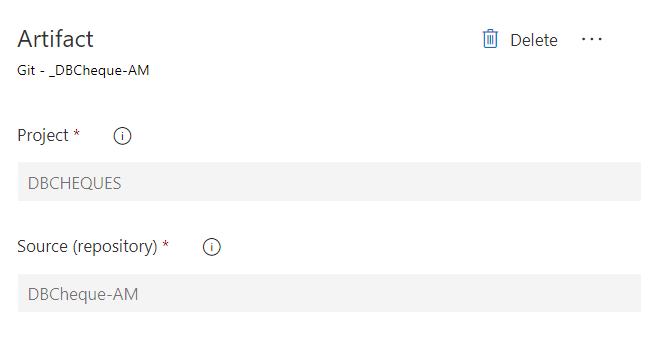 Artifact
Delete ...
Git - _DBCheque-AM
Project *
DBCHEQUES
Source (repository) *
DBCheque-AM